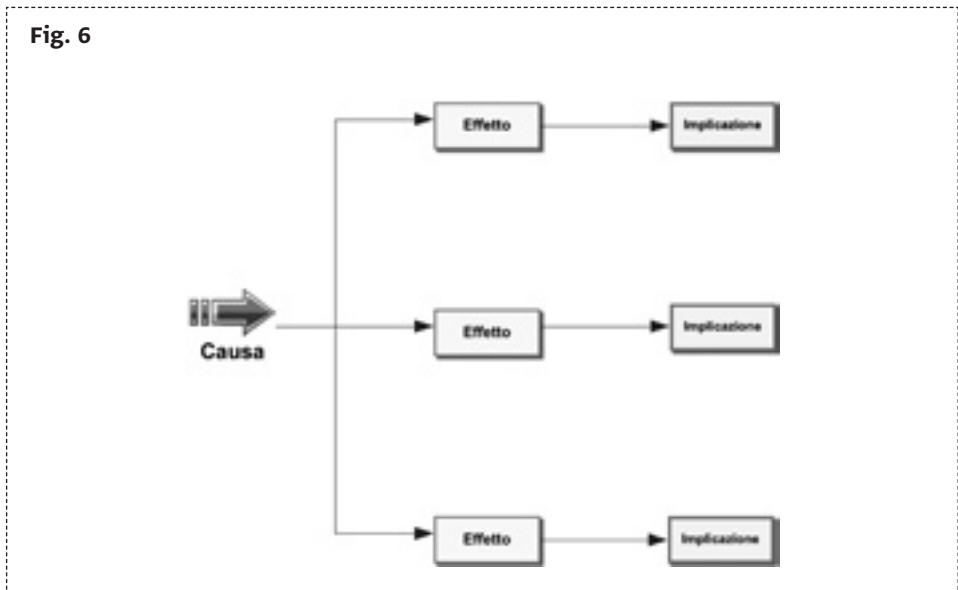 Fig. 6
Effetto
Implicazione
Causa
Effetto
Implicazione
Effetto
Implicazione